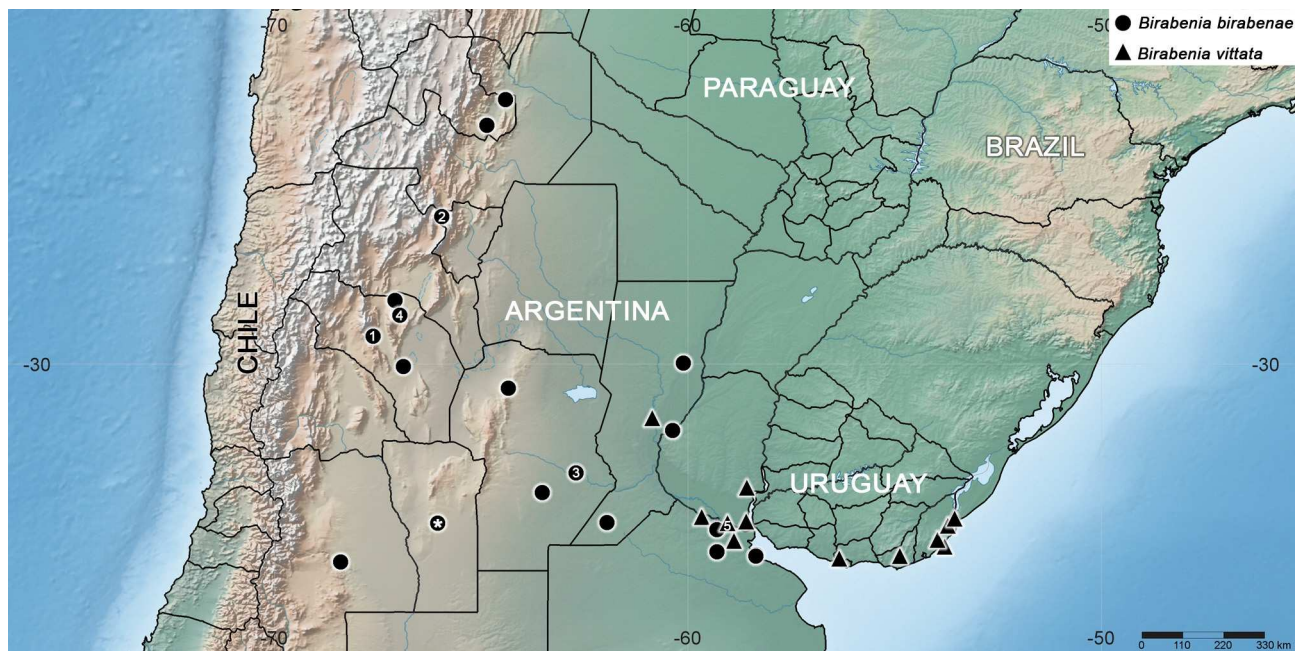 -70
-60
-50
Birabenia birabenae
Birabenia vittata
PARAGUAY
BRAZIL
2
ARGENTINA
CHILE
4
1
-30
-30
3
URUGUAY
*
5
-70
-60
-50
0 110 220 330 km